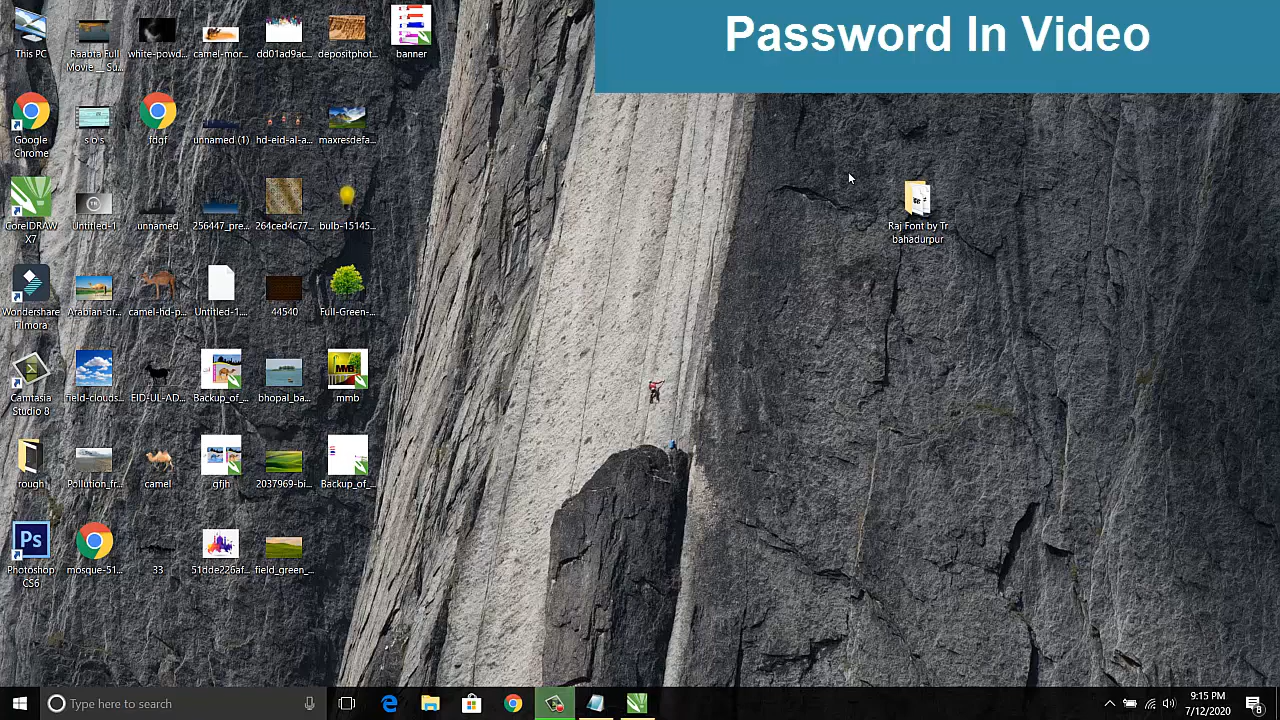 Password In Video
This PC
Raabta Full
Movie __ Su...
white-powd...
camel-mor...
dd01ad9ac...
depositphot...
banner
Google
Chrome
s o s
fdgf
unnamed (1)
hd-eid-al-a...
maxresdefa...
CorelDRAW
X7
Untitled-1
unnamed
256447_pre...
264ced4c77...
bulb-15145...
Raj Font by Tr
bahadurpur
Wondershare
Filmora
Arabian-dr...
camel-hd-p...
Untitled-1....
44540
Full-Green-...
MMB
Camtasia
Studio 8
field-clouds...
EID-UL-AD...
Backup_of_...
bhopal_ba...
mmb
rough
Pollution_fr...
camel
gfjh
2037969-bi...
Backup_of_...
Ps
Photoshop
CS6
mosque-51...
33
51dde226af...
field_green_...
Type here to search
9:15 PM
7/12/2020
8